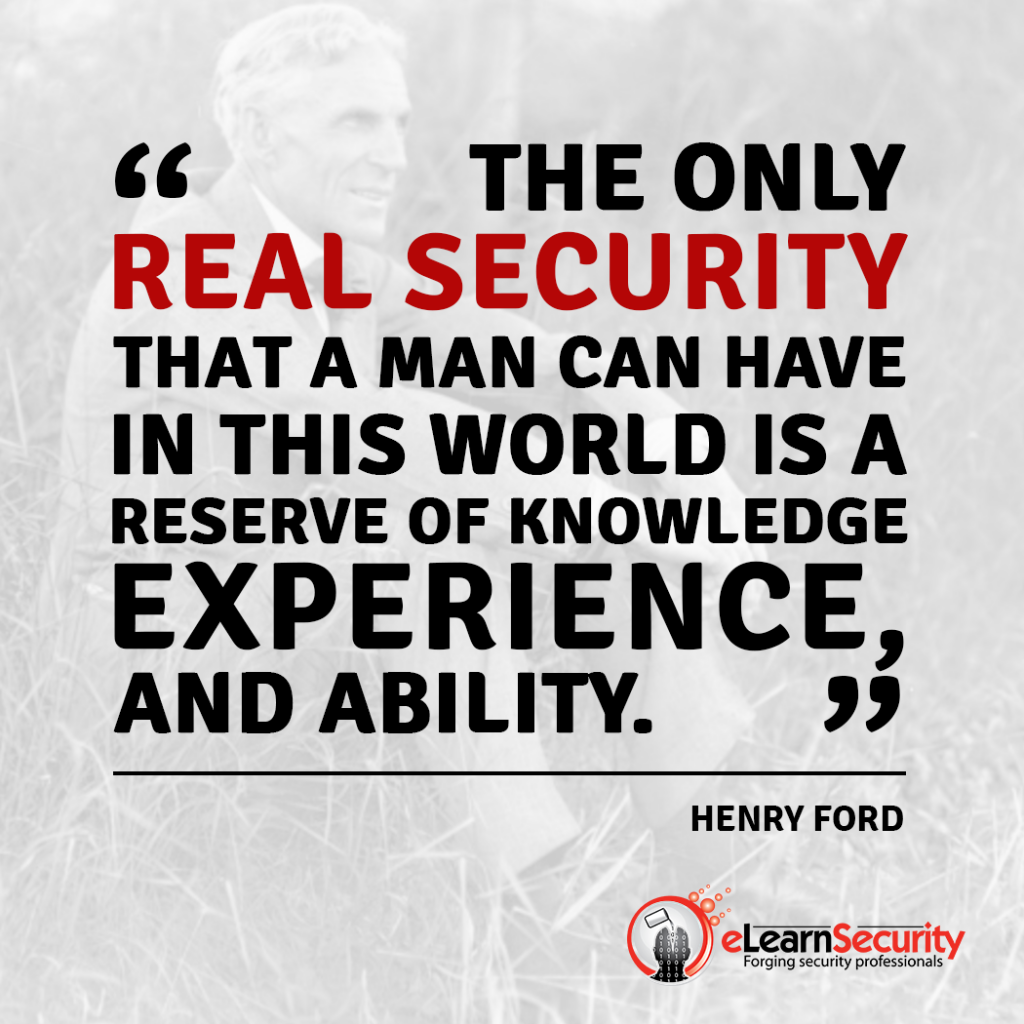 “ THE ONLY
REAL SECURITY
THAT A MAN CAN HAVE
IN THIS WORLD IS A
RESERVE OF KNOWLEDGE
EXPERIENCE,
AND ABILITY. ”
HENRY FORD
eLearnSecurity
Forging security professionals